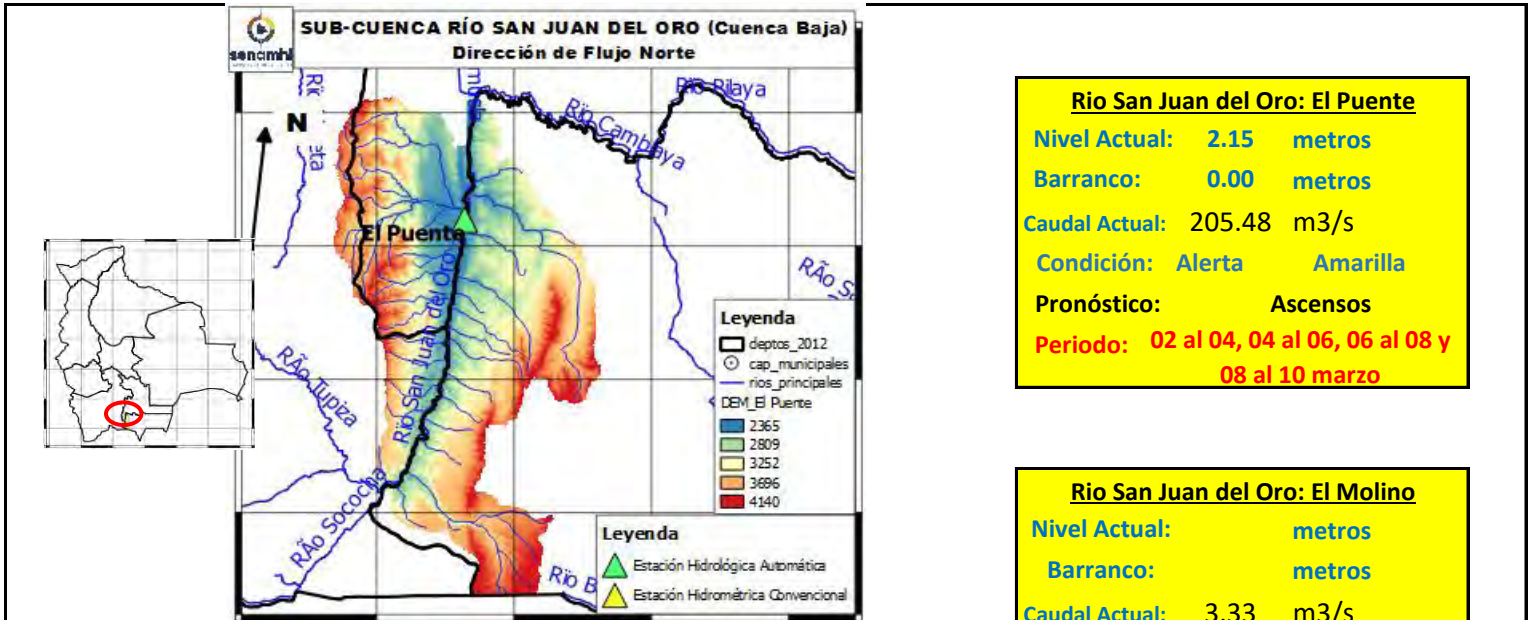 SUB-CUENCA RÍO SAN JUAN DEL ORO (Cuenca Baja)
Dirección de Flujo Norte
senamhi
N
Río Pilaya
Río Camblaya
El Puente
Río San Juan del Oro
RÃo Tupiza
RÃo Sococha
RÃo S
Río B
Leyenda
deptos_2012
cap_municipales
rios_principales
DEM_El Puente
2365
2809
3252
3696
4140
Leyenda
Estación Hidrológica Automática
Estación Hidrométrica Convencional
Rio San Juan del Oro: El Puente
Nivel Actual: 2.15 metros
Barranco: 0.00 metros
Caudal Actual: 205.48 m3/s
Condición: Alerta Amarilla
Pronóstico: Ascensos
Periodo: 02 al 04, 04 al 06, 06 al 08 y
08 al 10 marzo
Rio San Juan del Oro: El Molino
Nivel Actual: metros
Barranco: metros
Caudal Actual: 3.33 m3/s